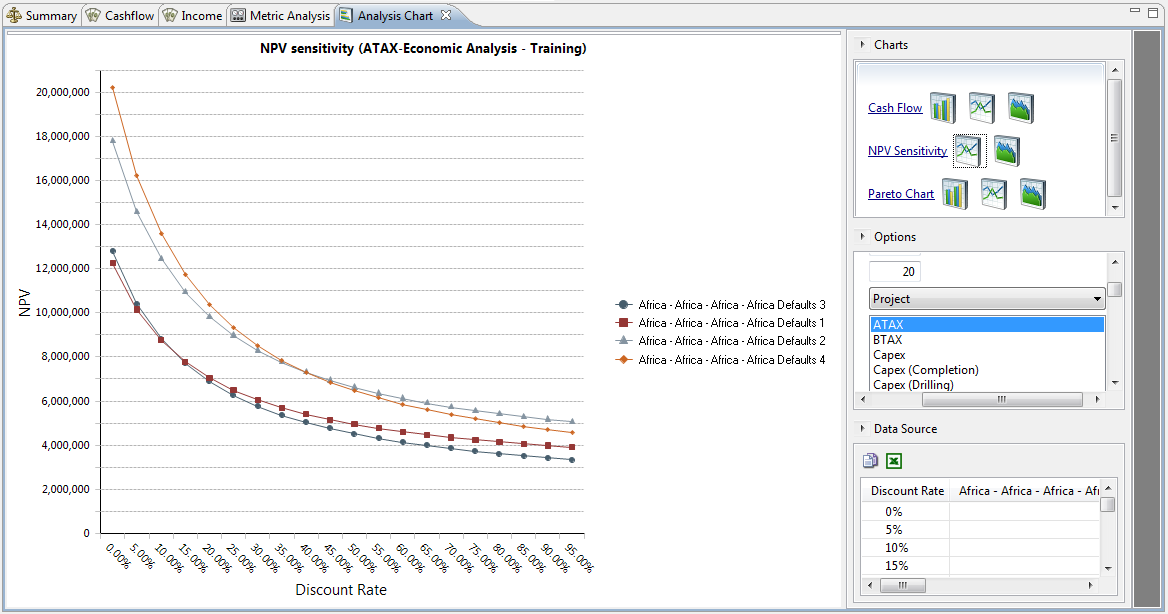 Summary Cashflow Income Metric Analysis Analysis Chart
NPV sensitivity (ATAX-Economic Analysis - Training)
20,000,000
18,000,000
16,000,000
14,000,000
12,000,000
10,000,000
8,000,000
6,000,000
4,000,000
2,000,000
0
NPV
0.00% 5.00% 10.00% 15.00% 20.00% 25.00% 30.00% 35.00% 40.00% 45.00% 50.00% 55.00% 60.00% 65.00% 70.00% 75.00% 80.00% 85.00% 90.00% 95.00%
Discount Rate
Africa - Africa - Africa - Africa Defaults 3
Africa - Africa - Africa - Africa Defaults 1
Africa - Africa - Africa - Africa Defaults 2
Africa - Africa - Africa - Africa Defaults 4
Charts
Cash Flow
NPV Sensitivity
Pareto Chart
Options
20
Project
ATAX
BTAX
Capex
Capex (Completion)
Capex (Drilling)
Data Source
Discount Rate Africa - Africa - Africa - Afr
0%
5%
10%
15%